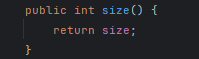 public int size() {
    return size;
}